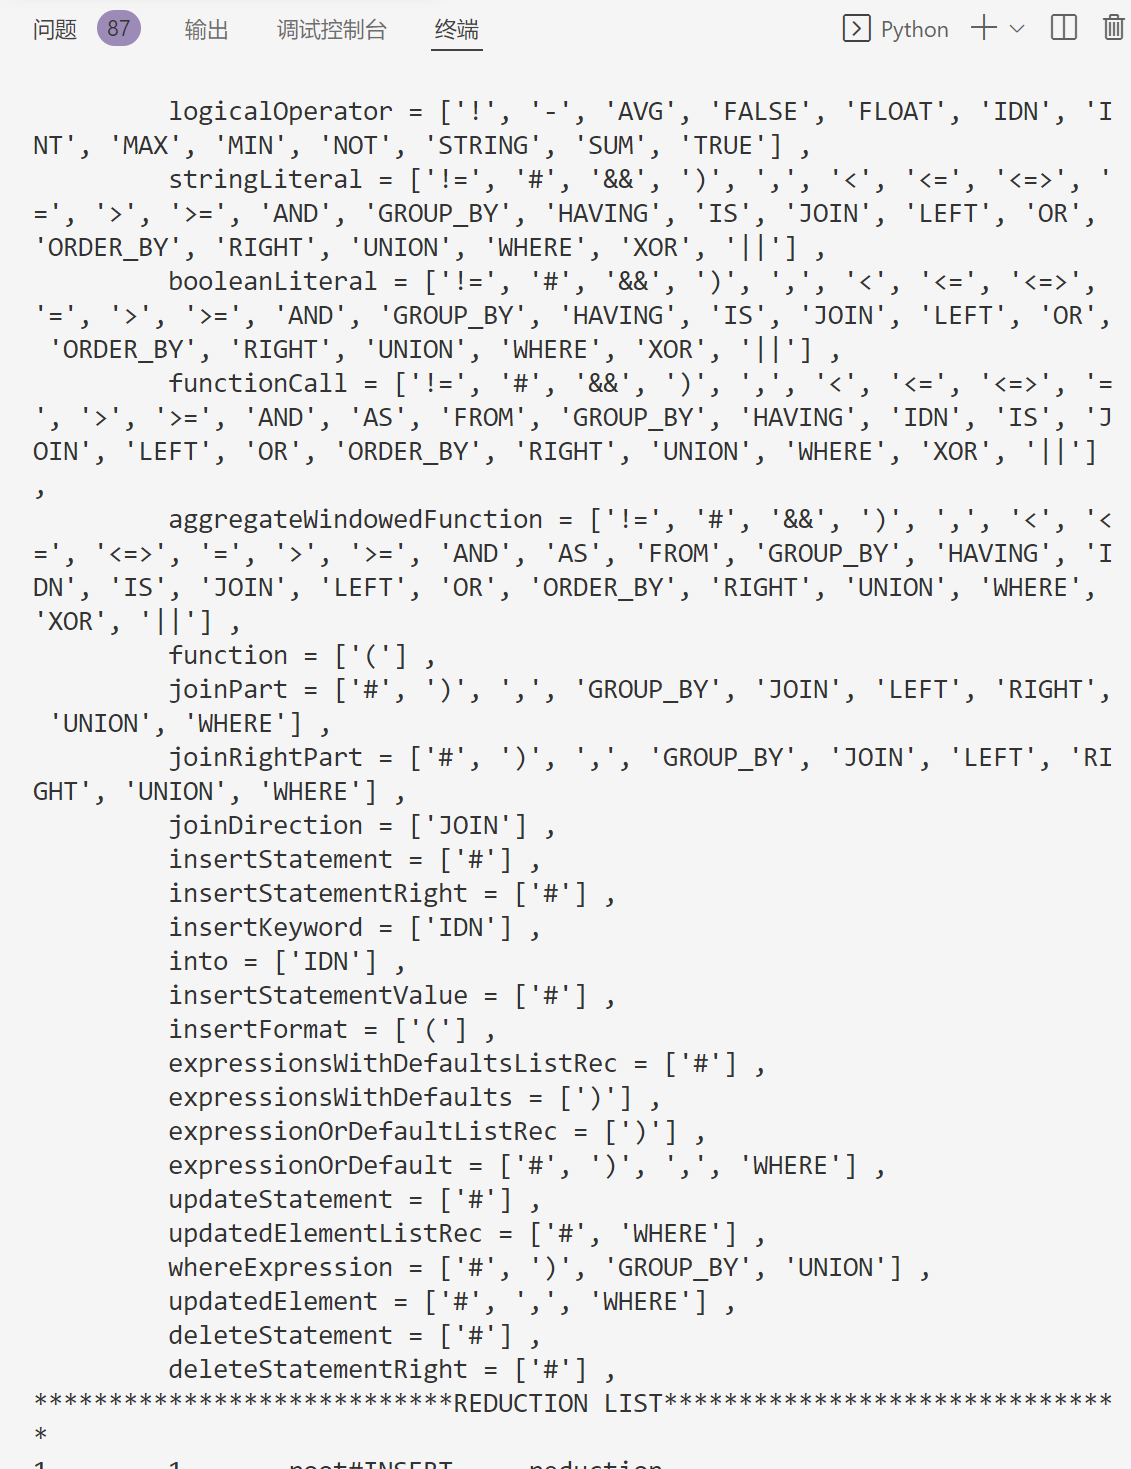 问题 87 输出 调试控制台 终端 Python
logicalOperator = ['!', '-', 'AVG', 'FALSE', 'FLOAT', 'IDN', 'I
NT', 'MAX', 'MIN', 'NOT', 'STRING', 'SUM', 'TRUE'] ,
stringLiteral = ['!=', '#', '&&', ')', ',', '<', '<=', '<=>', '
=', '>', '>=', 'AND', 'GROUP_BY', 'HAVING', 'IS', 'JOIN', 'LEFT', 'OR',
'ORDER_BY', 'RIGHT', 'UNION', 'WHERE', 'XOR', '||'] ,
booleanLiteral = ['!=', '#', '&&', ')', ',', '<', '<=', '<=>',
'=', '>', '>=', 'AND', 'GROUP_BY', 'HAVING', 'IS', 'JOIN', 'LEFT', 'OR',
'ORDER_BY', 'RIGHT', 'UNION', 'WHERE', 'XOR', '||'] ,
functionCall = ['!=', '#', '&&', ')', ',', '<', '<=', '<=>', '=
', '>', '>=', 'AND', 'AS', 'FROM', 'GROUP_BY', 'HAVING', 'IDN', 'IS', 'J
OIN', 'LEFT', 'OR', 'ORDER_BY', 'RIGHT', 'UNION', 'WHERE', 'XOR', '||']
,
aggregateWindowedFunction = ['!=', '#', '&&', ')', ',', '<', '<
=', '<=>', '=', '>', '>=', 'AND', 'AS', 'FROM', 'GROUP_BY', 'HAVING', 'I
DN', 'IS', 'JOIN', 'LEFT', 'OR', 'ORDER_BY', 'RIGHT', 'UNION', 'WHERE',
'XOR', '||'] ,
function = ['('] ,
joinPart = ['#', ')', ',', 'GROUP_BY', 'JOIN', 'LEFT', 'RIGHT',
'UNION', 'WHERE'] ,
joinRightPart = ['#', ')', ',', 'GROUP_BY', 'JOIN', 'LEFT', 'RI
GHT', 'UNION', 'WHERE'] ,
joinDirection = ['JOIN'] ,
insertStatement = ['#'] ,
insertStatementRight = ['#'] ,
insertKeyword = ['IDN'] ,
into = ['IDN'] ,
insertStatementValue = ['#'] ,
insertFormat = ['('] ,
expressionsWithDefaultsListRec = ['#'] ,
expressionsWithDefaults = [')'] ,
expressionOrDefaultListRec = [')'] ,
expressionOrDefault = ['#', ')', ',', 'WHERE'] ,
updateStatement = ['#'] ,
updatedElementListRec = ['#', 'WHERE'] ,
whereExpression = ['#', ')', 'GROUP_BY', 'UNION'] ,
updatedElement = ['#', ',', 'WHERE'] ,
deleteStatement = ['#'] ,
deleteStatementRight = ['#'] ,
****************************REDUCTION LIST******************************
*
1 1 root#INSERT reduction